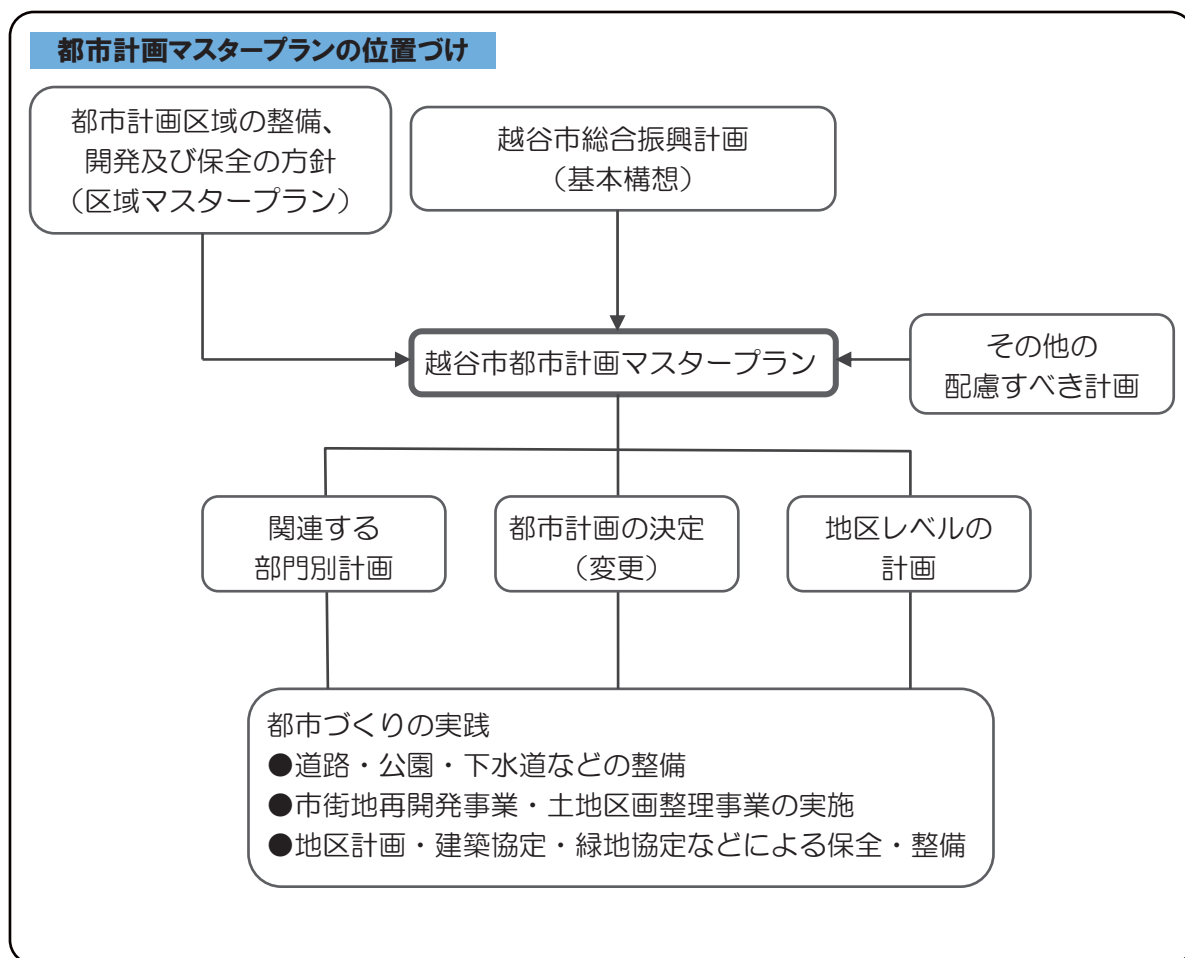 都市計画マスタープランの位置づけ
都市計画区域の整備、
開発及び保全の方針
（区域マスタープラン）
越谷市総合振興計画
（基本構想）
越谷市都市計画マスタープラン
その他の
配慮すべき計画
関連する
部門別計画
都市計画の決定
（変更）
地区レベルの
計画
都市づくりの実践
●道路・公園・下水道などの整備
●市街地再開発事業・土地区画整理事業の実施
●地区計画・建築協定・緑地協定などによる保全・整備